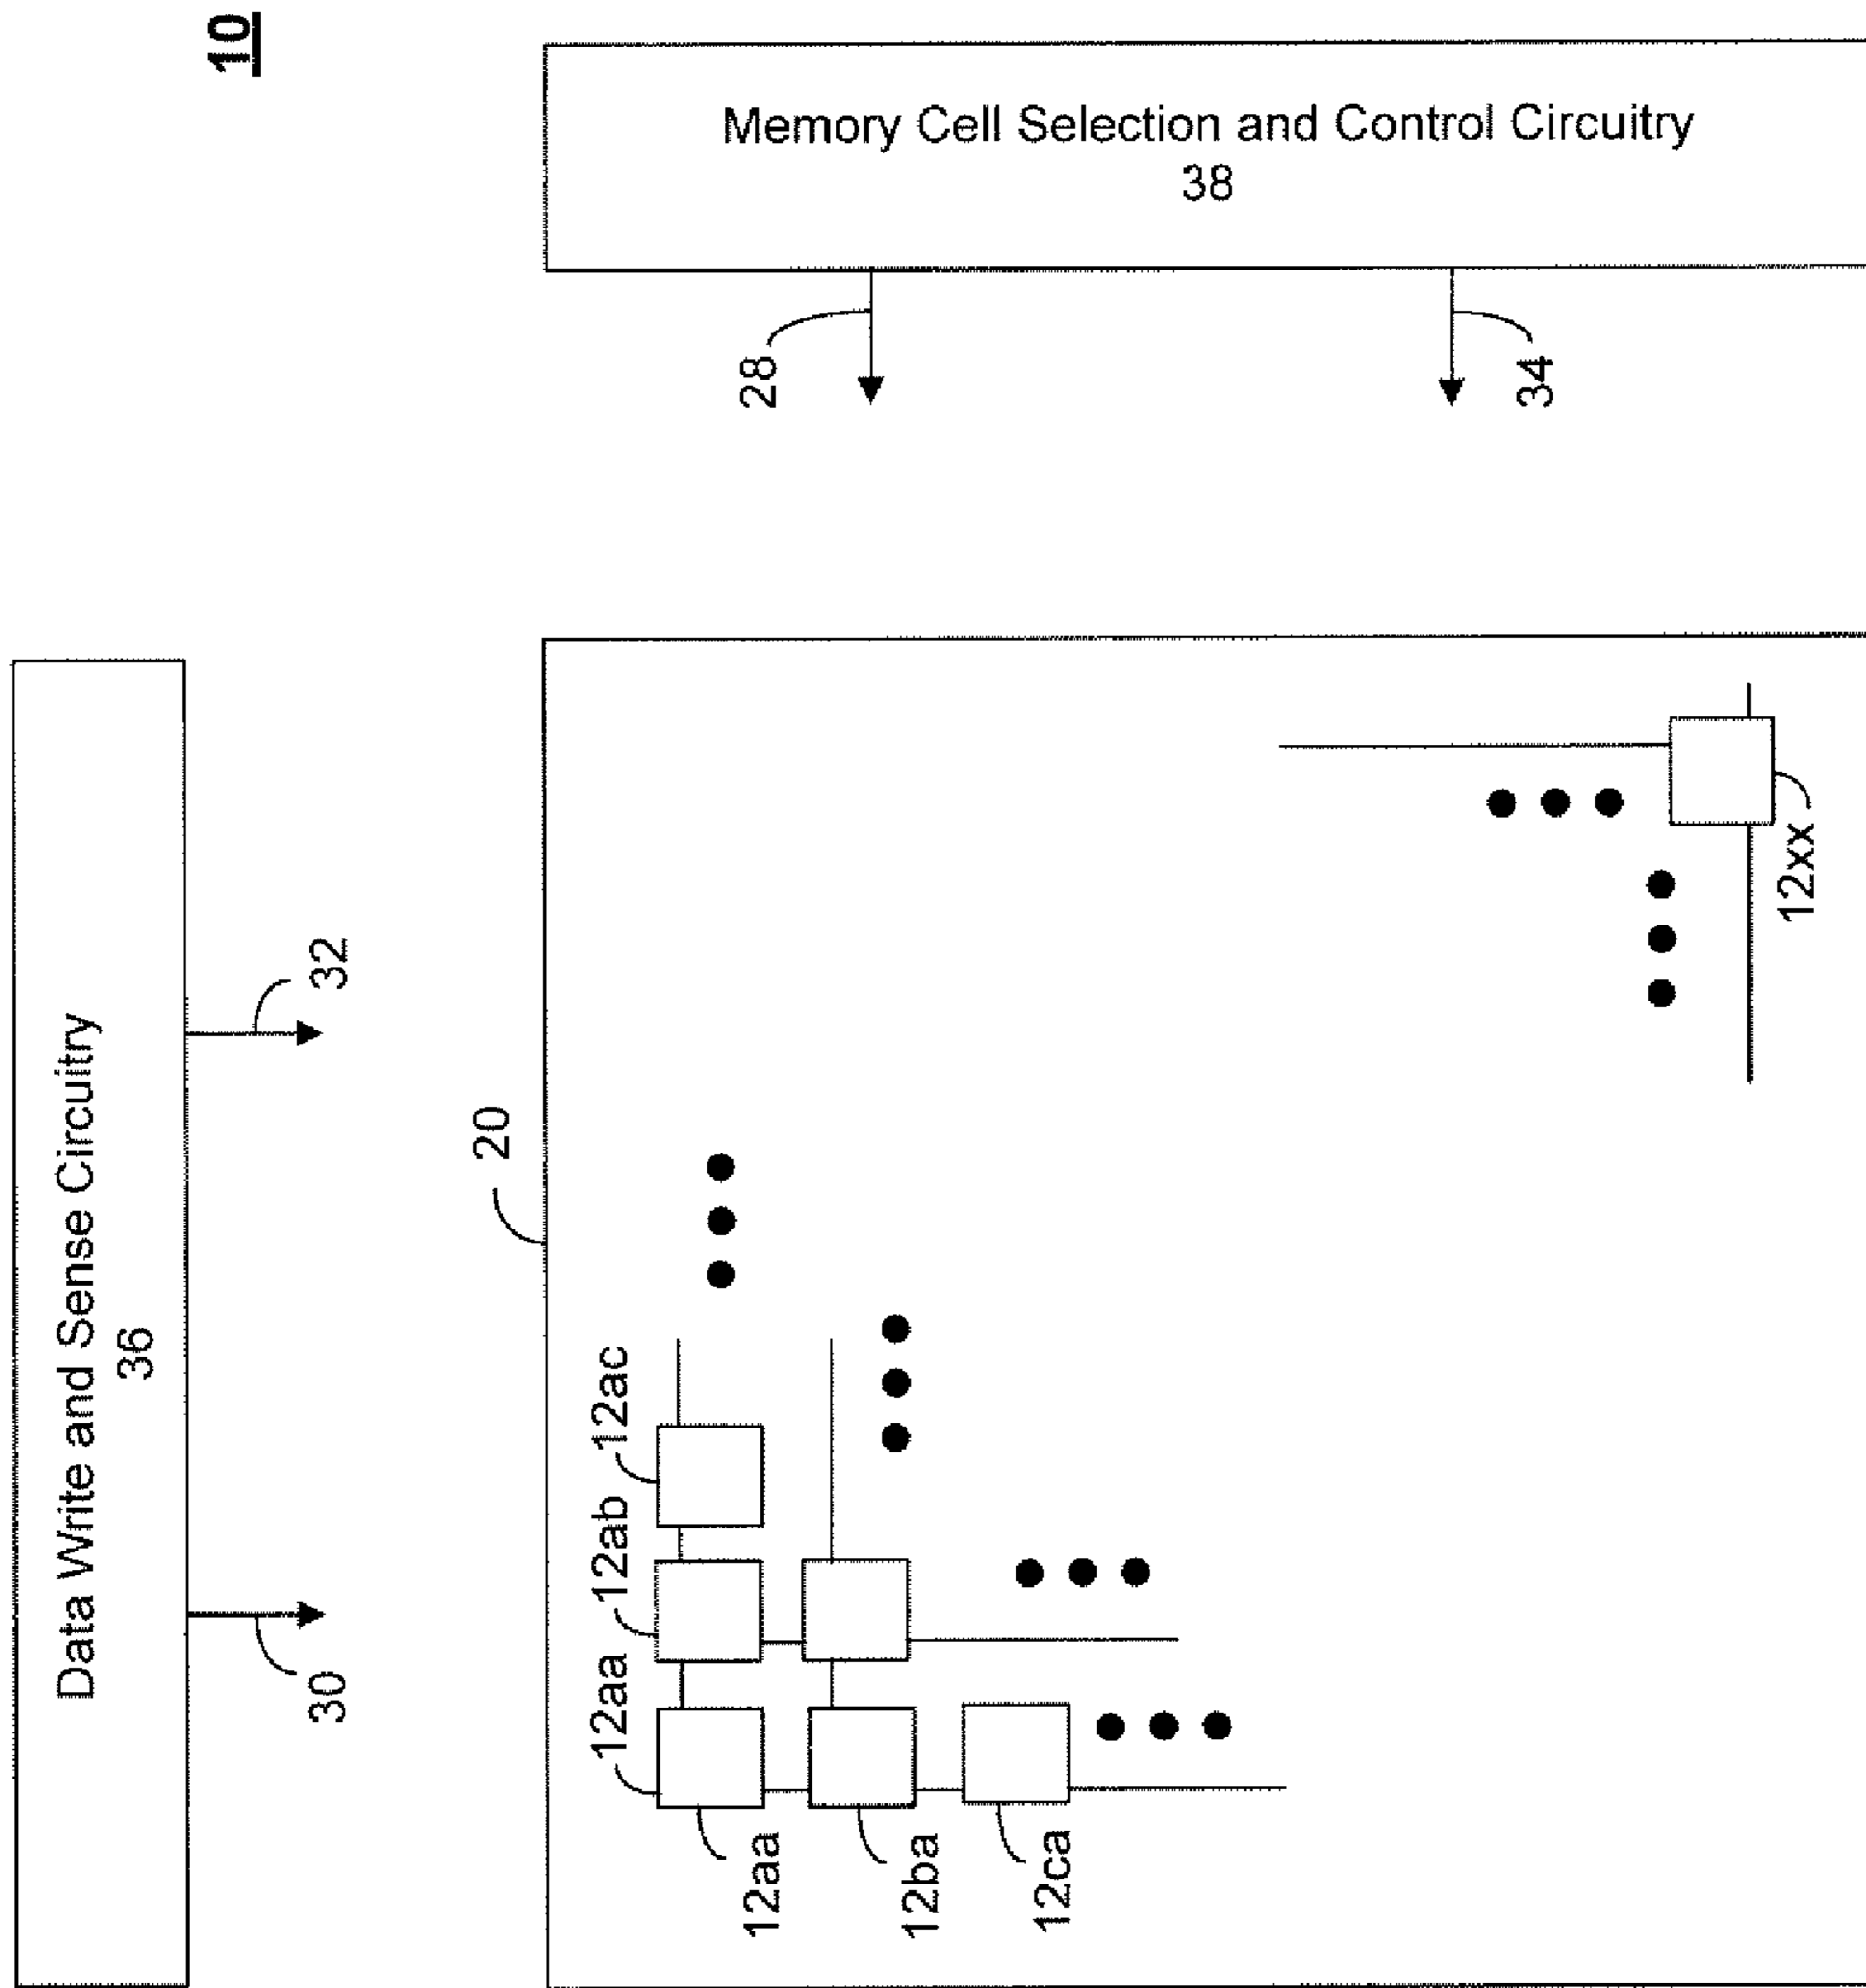 10
Data Write and Sense Circuitry
36
30
32
Memory Cell Selection and Control Circuitry
38
28
34
20
12aa
12ab
12ac
12aa
12ba
12ca
12xx